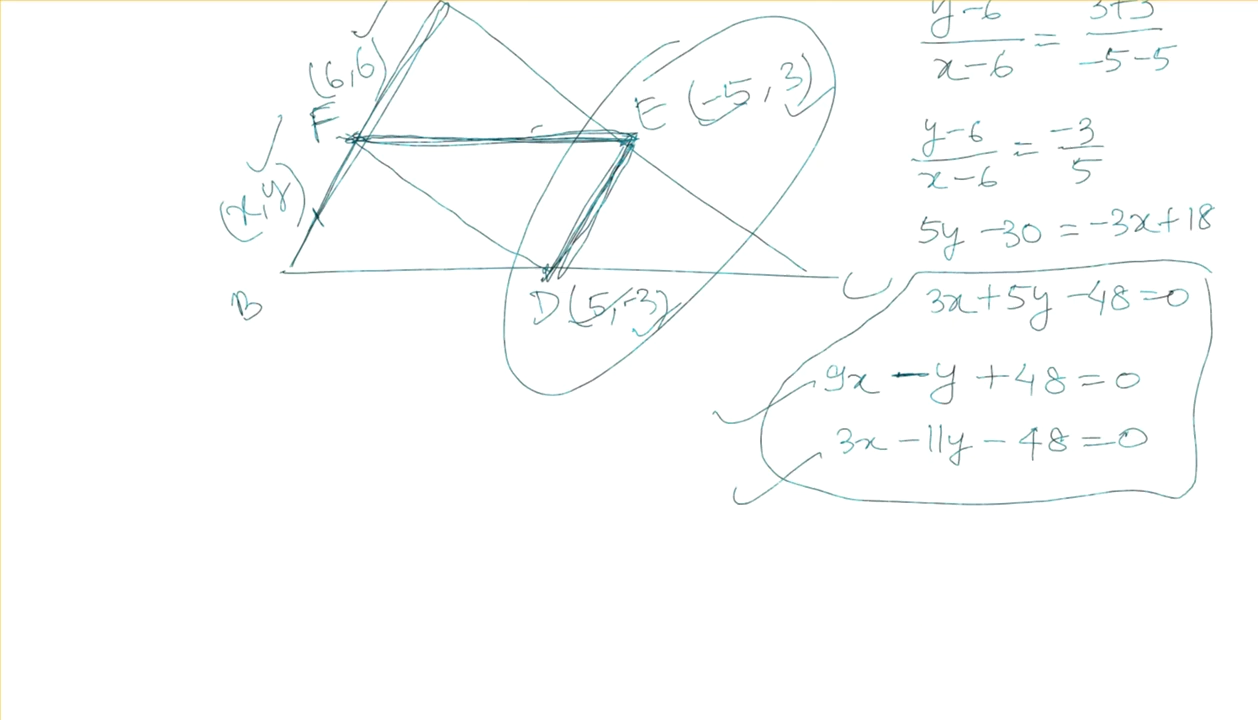 y-6 / x-6 = 3+3 / -5-5
(6,6)
F
E (-5, 3)
y-6 / x-6 = -3 / 5
(x,y)
5y -30 = -3x+18
B
D (5,-3)
3x+5y-48=0
9x -y +48=0
3x -11y - 48=0